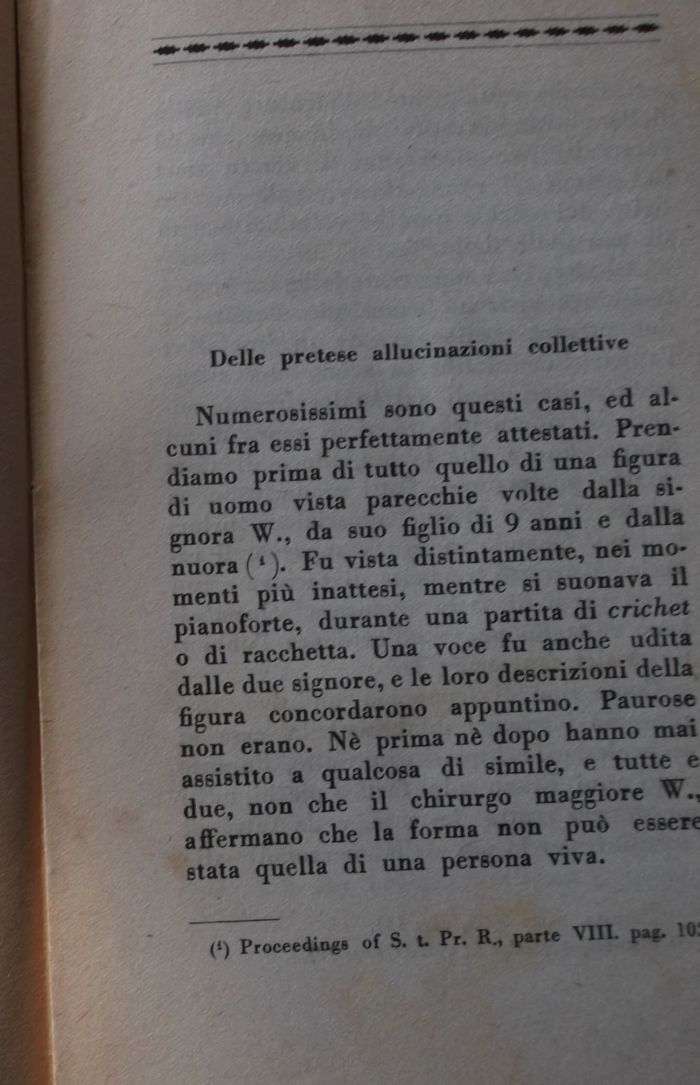 Delle pretese allucinazioni collettive
Numerosissimi sono questi casi, ed al-
cuni fra essi perfettamente attestati. Pren-
diamo prima di tutto quello di una figura
di uomo vista parecchie volte dalla si-
gnora W., da suo figlio di 9 anni e dalla
nuora (¹). Fu vista distintamente, nei mo-
menti più inattesi, mentre si suonava il
pianoforte, durante una partita di crichet
o di racchetta. Una voce fu anche udita
dalle due signore, e le loro descrizioni della
figura concordarono appuntino. Paurose
non erano. Nè prima nè dopo hanno mai
assistito a qualcosa di simile, e tutte e
due, non che il chirurgo maggiore W.,
affermano che la forma non può essere
stata quella di una persona viva.
(¹) Proceedings of S. t. Pr. R., parte VIII. pag.